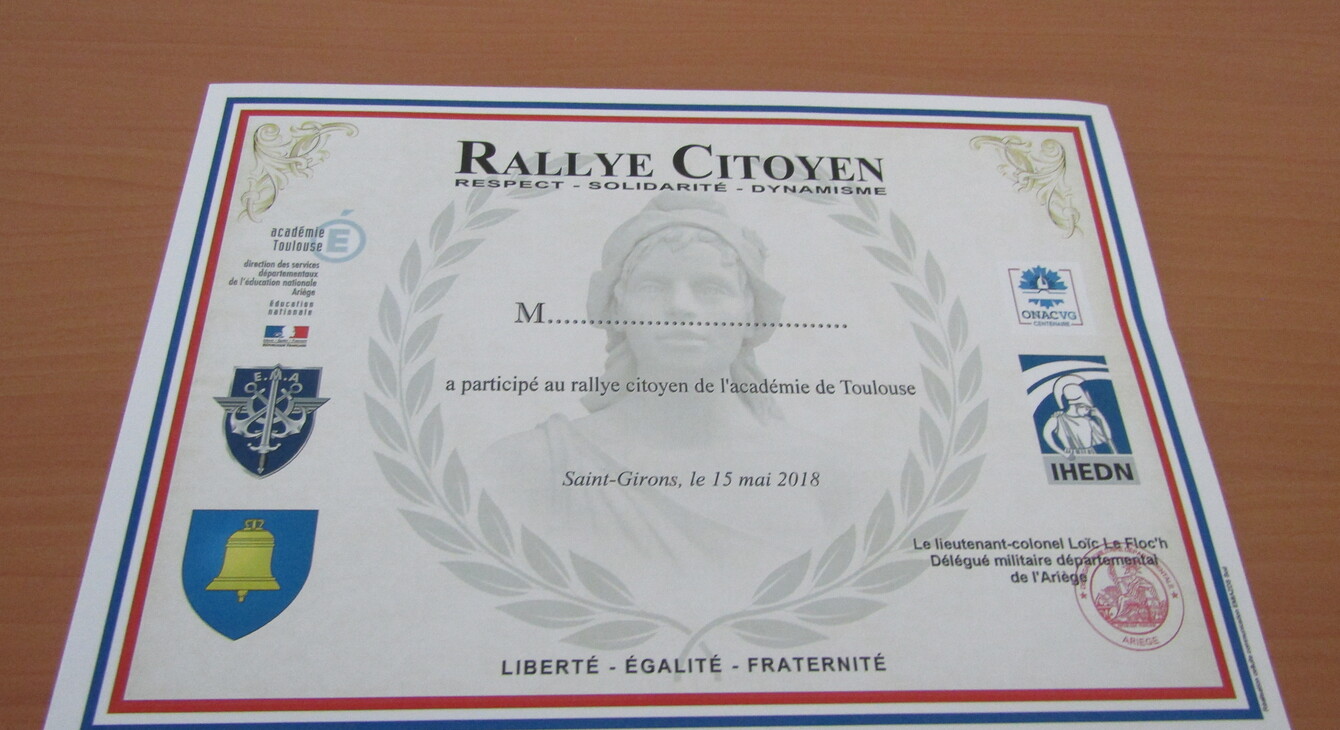 RALLYE CITOYEN
RESPECT - SOLIDARITÉ - DYNAMISME
académie
Toulouse
É
direction des services
départementaux
de l'éducation nationale
Ariège
Éducation
nationale
M....................................
a participé au rallye citoyen de l'académie de Toulouse
Saint-Girons, le 15 mai 2018
E.M.A
ONACVG
CENTENAIRE
IHEDN
Le lieutenant-colonel Loïc Le Floc'h
Délégué militaire départemental
de l'Ariège
ARIEGE
LIBERTÉ - ÉGALITÉ - FRATERNITÉ